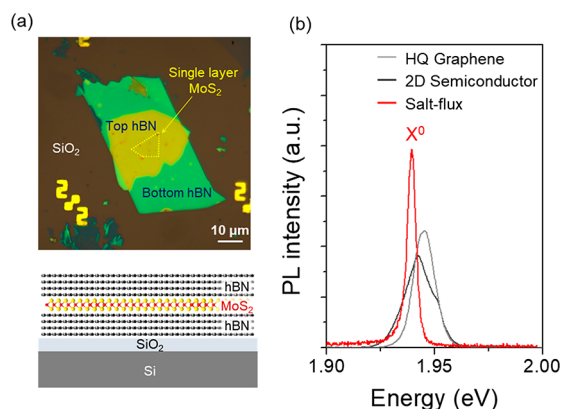 (a)
Single layer
MoS₂
Top hBN
SiO₂
Bottom hBN
10 μm
hBN
MoS₂
hBN
SiO₂
Si
(b)
HQ Graphene
2D Semiconductor
Salt-flux
X⁰
PL intensity (a.u.)
1.90
1.95
2.00
Energy (eV)